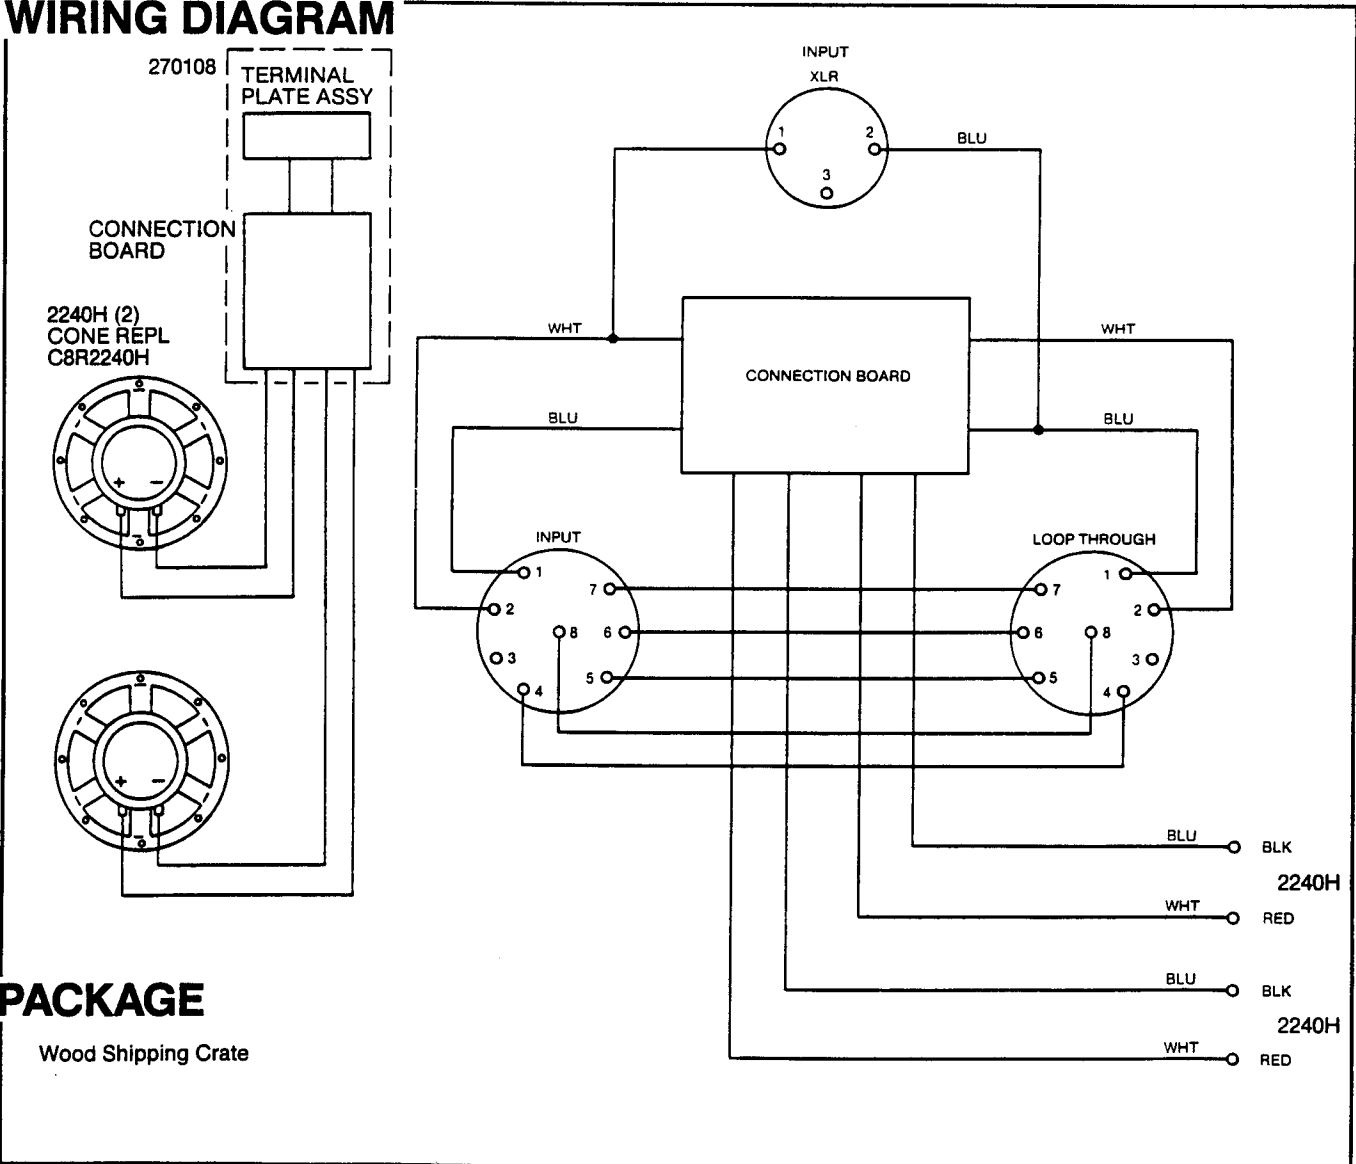 WIRING DIAGRAM
270108
TERMINAL
PLATE ASSY
CONNECTION
BOARD
2240H (2)
CONE REPL
C8R2240H
+ −
+ −
INPUT
XLR
1
2
3
BLU
WHT
WHT
CONNECTION BOARD
BLU
BLU
INPUT
1
2
3
4
5
6
7
8
LOOP THROUGH
1
2
3
4
5
6
7
8
BLU
BLK
2240H
WHT
RED
BLU
BLK
2240H
WHT
RED
PACKAGE
Wood Shipping Crate